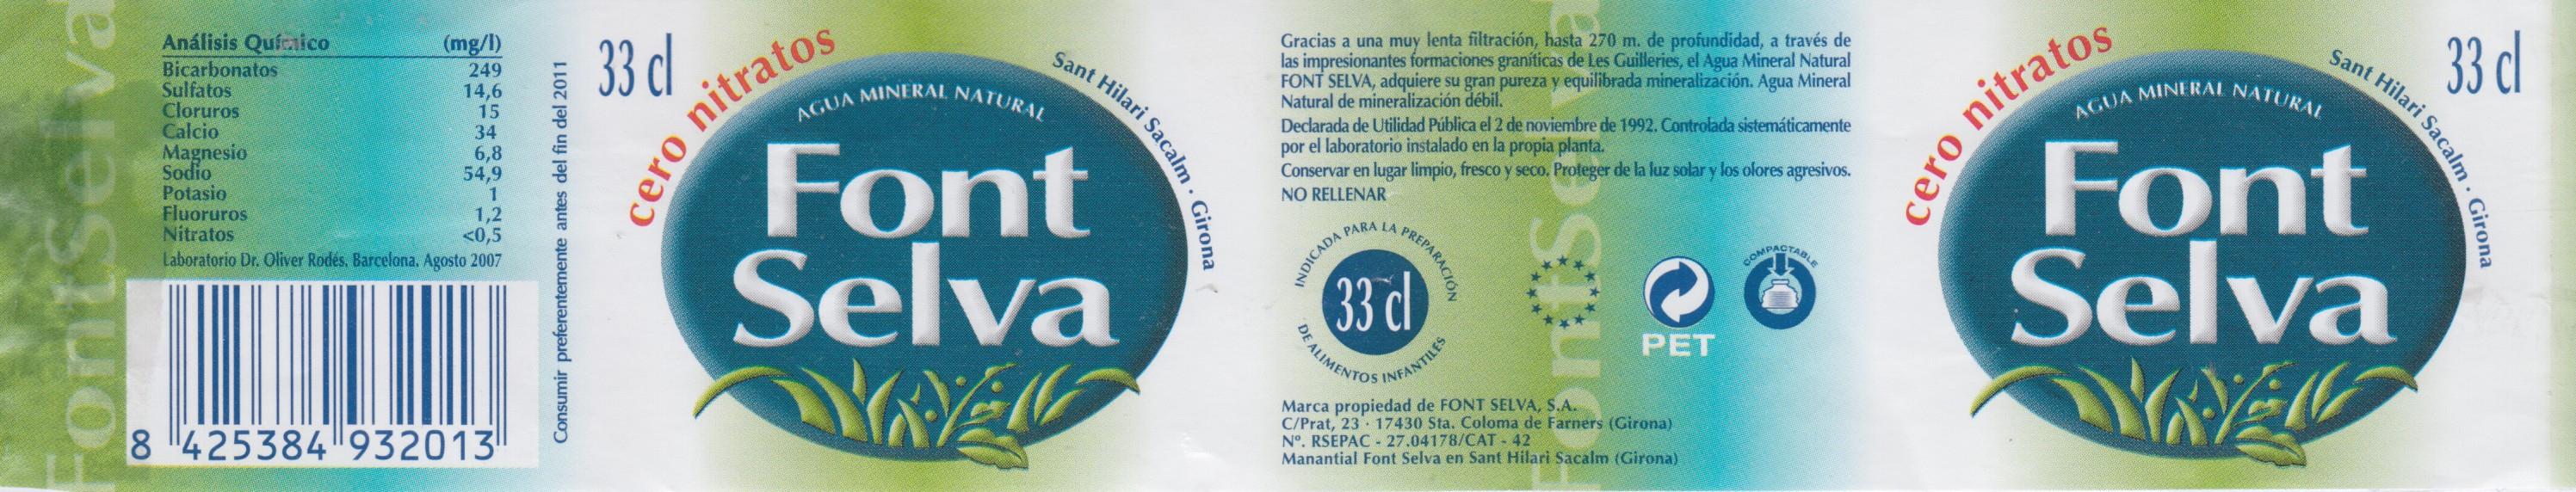 FontSelva
Análisis Químico (mg/l)
Bicarbonatos 249
Sulfatos 14,6
Cloruros 15
Calcio 34
Magnesio 6,8
Sodio 54,9
Potasio 1
Fluoruros 1,2
Nitratos <0,5
Laboratorio Dr. Oliver Rodés. Barcelona. Agosto 2007
8 425384 932013
Consumir preferentemente antes del fin del 2011
33 cl
cero nitratos
AGUA MINERAL NATURAL
Sant Hilari Sacalm · Girona
Font
Selva
Gracias a una muy lenta filtración, hasta 270 m. de profundidad, a través de
las impresionantes formaciones graníticas de Les Guilleries, el Agua Mineral Natural
FONT SELVA, adquiere su gran pureza y equilibrada mineralización. Agua Mineral
Natural de mineralización débil.
Declarada de Utilidad Pública el 2 de noviembre de 1992. Controlada sistemáticamente
por el laboratorio instalado en la propia planta.
Conservar en lugar limpio, fresco y seco. Proteger de la luz solar y los olores agresivos.
NO RELLENAR
INDICADA PARA LA PREPARACIÓN
33 cl
DE ALIMENTOS INFANTILES
FontSelva
PET
COMPACTABLE
Marca propiedad de FONT SELVA, S.A.
C/Prat, 23 · 17430 Sta. Coloma de Farners (Girona)
Nº. RSEPAC - 27.04178/CAT - 42
Manantial Font Selva en Sant Hilari Sacalm (Girona)
cero nitratos
AGUA MINERAL NATURAL
Sant Hilari Sacalm · Girona
33 cl
Font
Selva